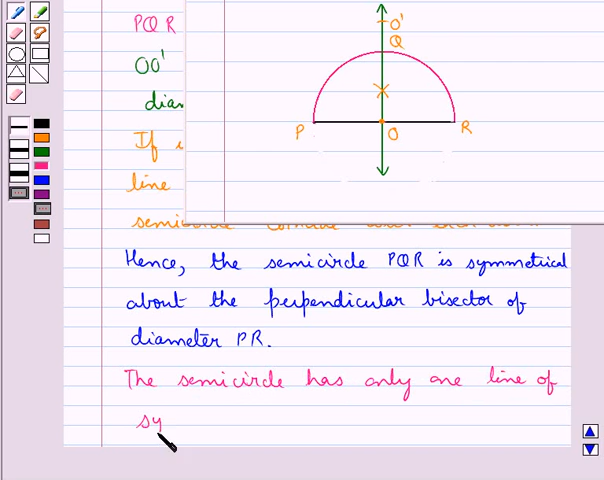 PQR
OO'
diam
If
line
semicircle
O'
Q
P
O
R
Hence, the semicircle PQR is symmetrical
about the perpendicular bisector of
diameter PR.
The semicircle has only one line of
sy